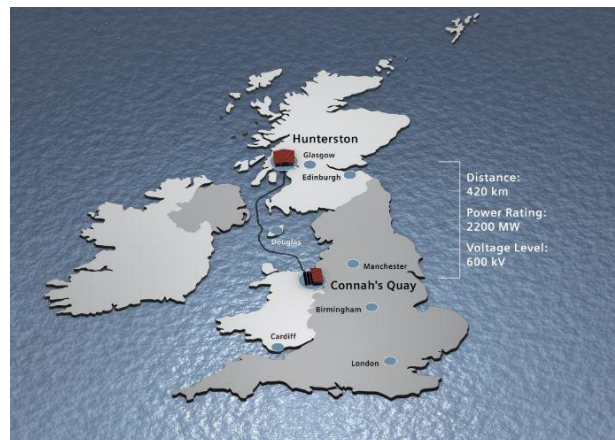 Hunterston
Glasgow
Edinburgh
Douglas
Manchester
Connah's Quay
Birmingham
Cardiff
London
Distance:
420 km
Power Rating:
2200 MW
Voltage Level:
600 kV